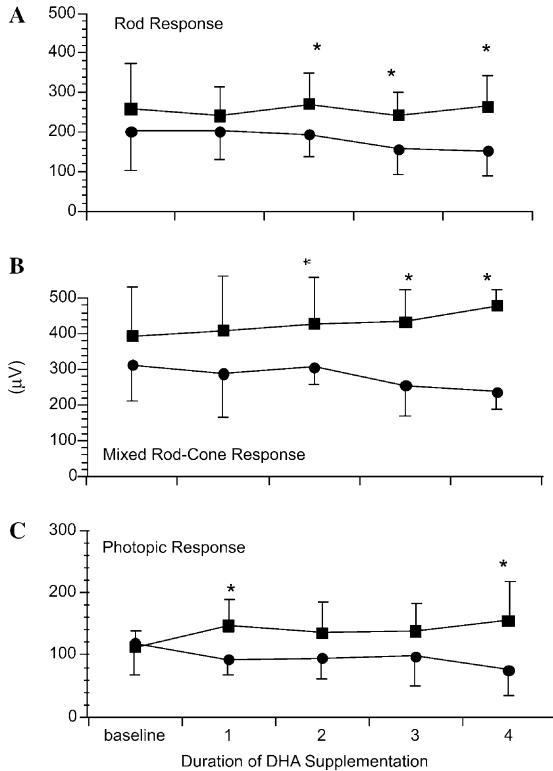 A
Rod Response
500
400
300
200
100
0
* * *
B
500
400
300
200
100
0
* * *
(µV)
Mixed Rod-Cone Response
C
Photopic Response
300
200
100
0
* *
baseline 1 2 3 4
Duration of DHA Supplementation